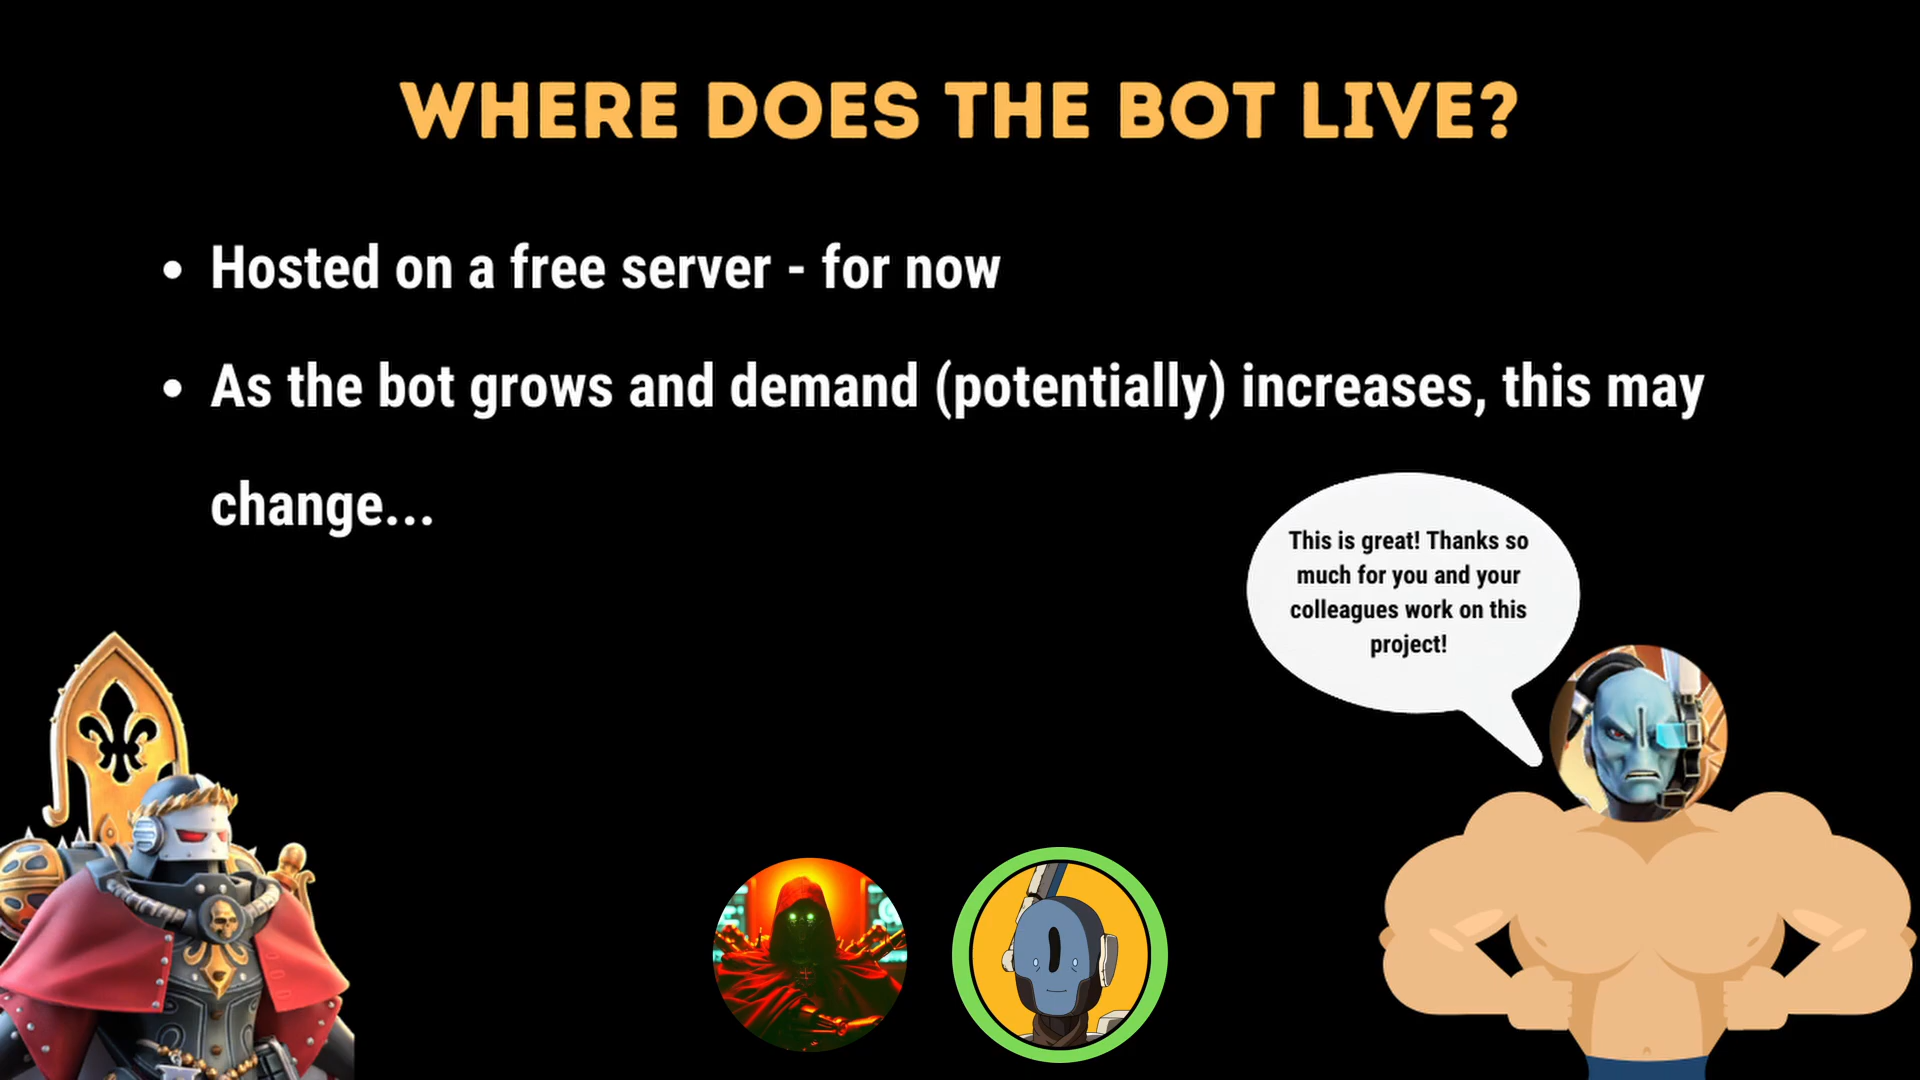 WHERE DOES THE BOT LIVE?
• Hosted on a free server - for now
• As the bot grows and demand (potentially) increases, this may
change...
This is great! Thanks so
much for you and your
colleagues work on this
project!